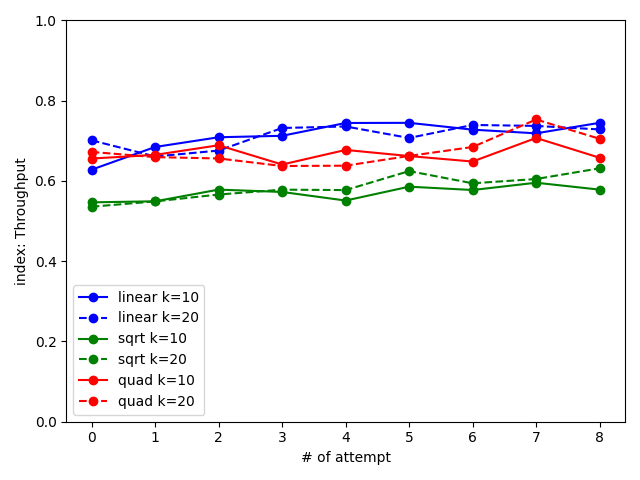 1.0
0.8
0.6
0.4
0.2
0.0
index: Throughput
linear k=10
linear k=20
sqrt k=10
sqrt k=20
quad k=10
quad k=20
0 1 2 3 4 5 6 7 8
# of attempt